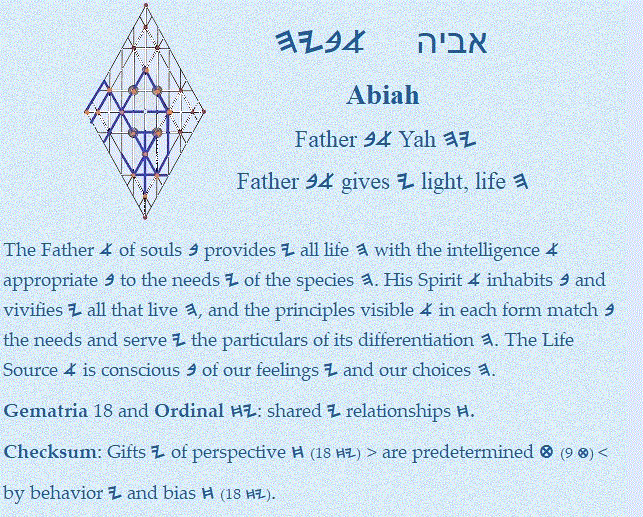 אביה 𐤀𐤁𐤉𐤄
Abiah
Father 𐤀𐤁 Yah 𐤉𐤄
Father 𐤀𐤁 gives 𐤉 light, life 𐤄
The Father 𐤀 of souls 𐤁 provides 𐤉 all life 𐤄 with the intelligence 𐤀
appropriate 𐤁 to the needs 𐤉 of the species 𐤄. His Spirit 𐤀 inhabits 𐤁 and
vivifies 𐤉 all that live 𐤄, and the principles visible 𐤀 in each form match 𐤁
the needs and serve 𐤉 the particulars of its differentiation 𐤄. The Life
Source 𐤀 is conscious 𐤁 of our feelings 𐤉 and our choices 𐤄.
Gematria 18 and Ordinal 𐤉𐤇: shared 𐤉 relationships 𐤇.
Checksum: Gifts 𐤉 of perspective 𐤇 (18 𐤉𐤇) > are predetermined 𐤈 (9 𐤈) <
by behavior 𐤉 and bias 𐤇 (18 𐤉𐤇).